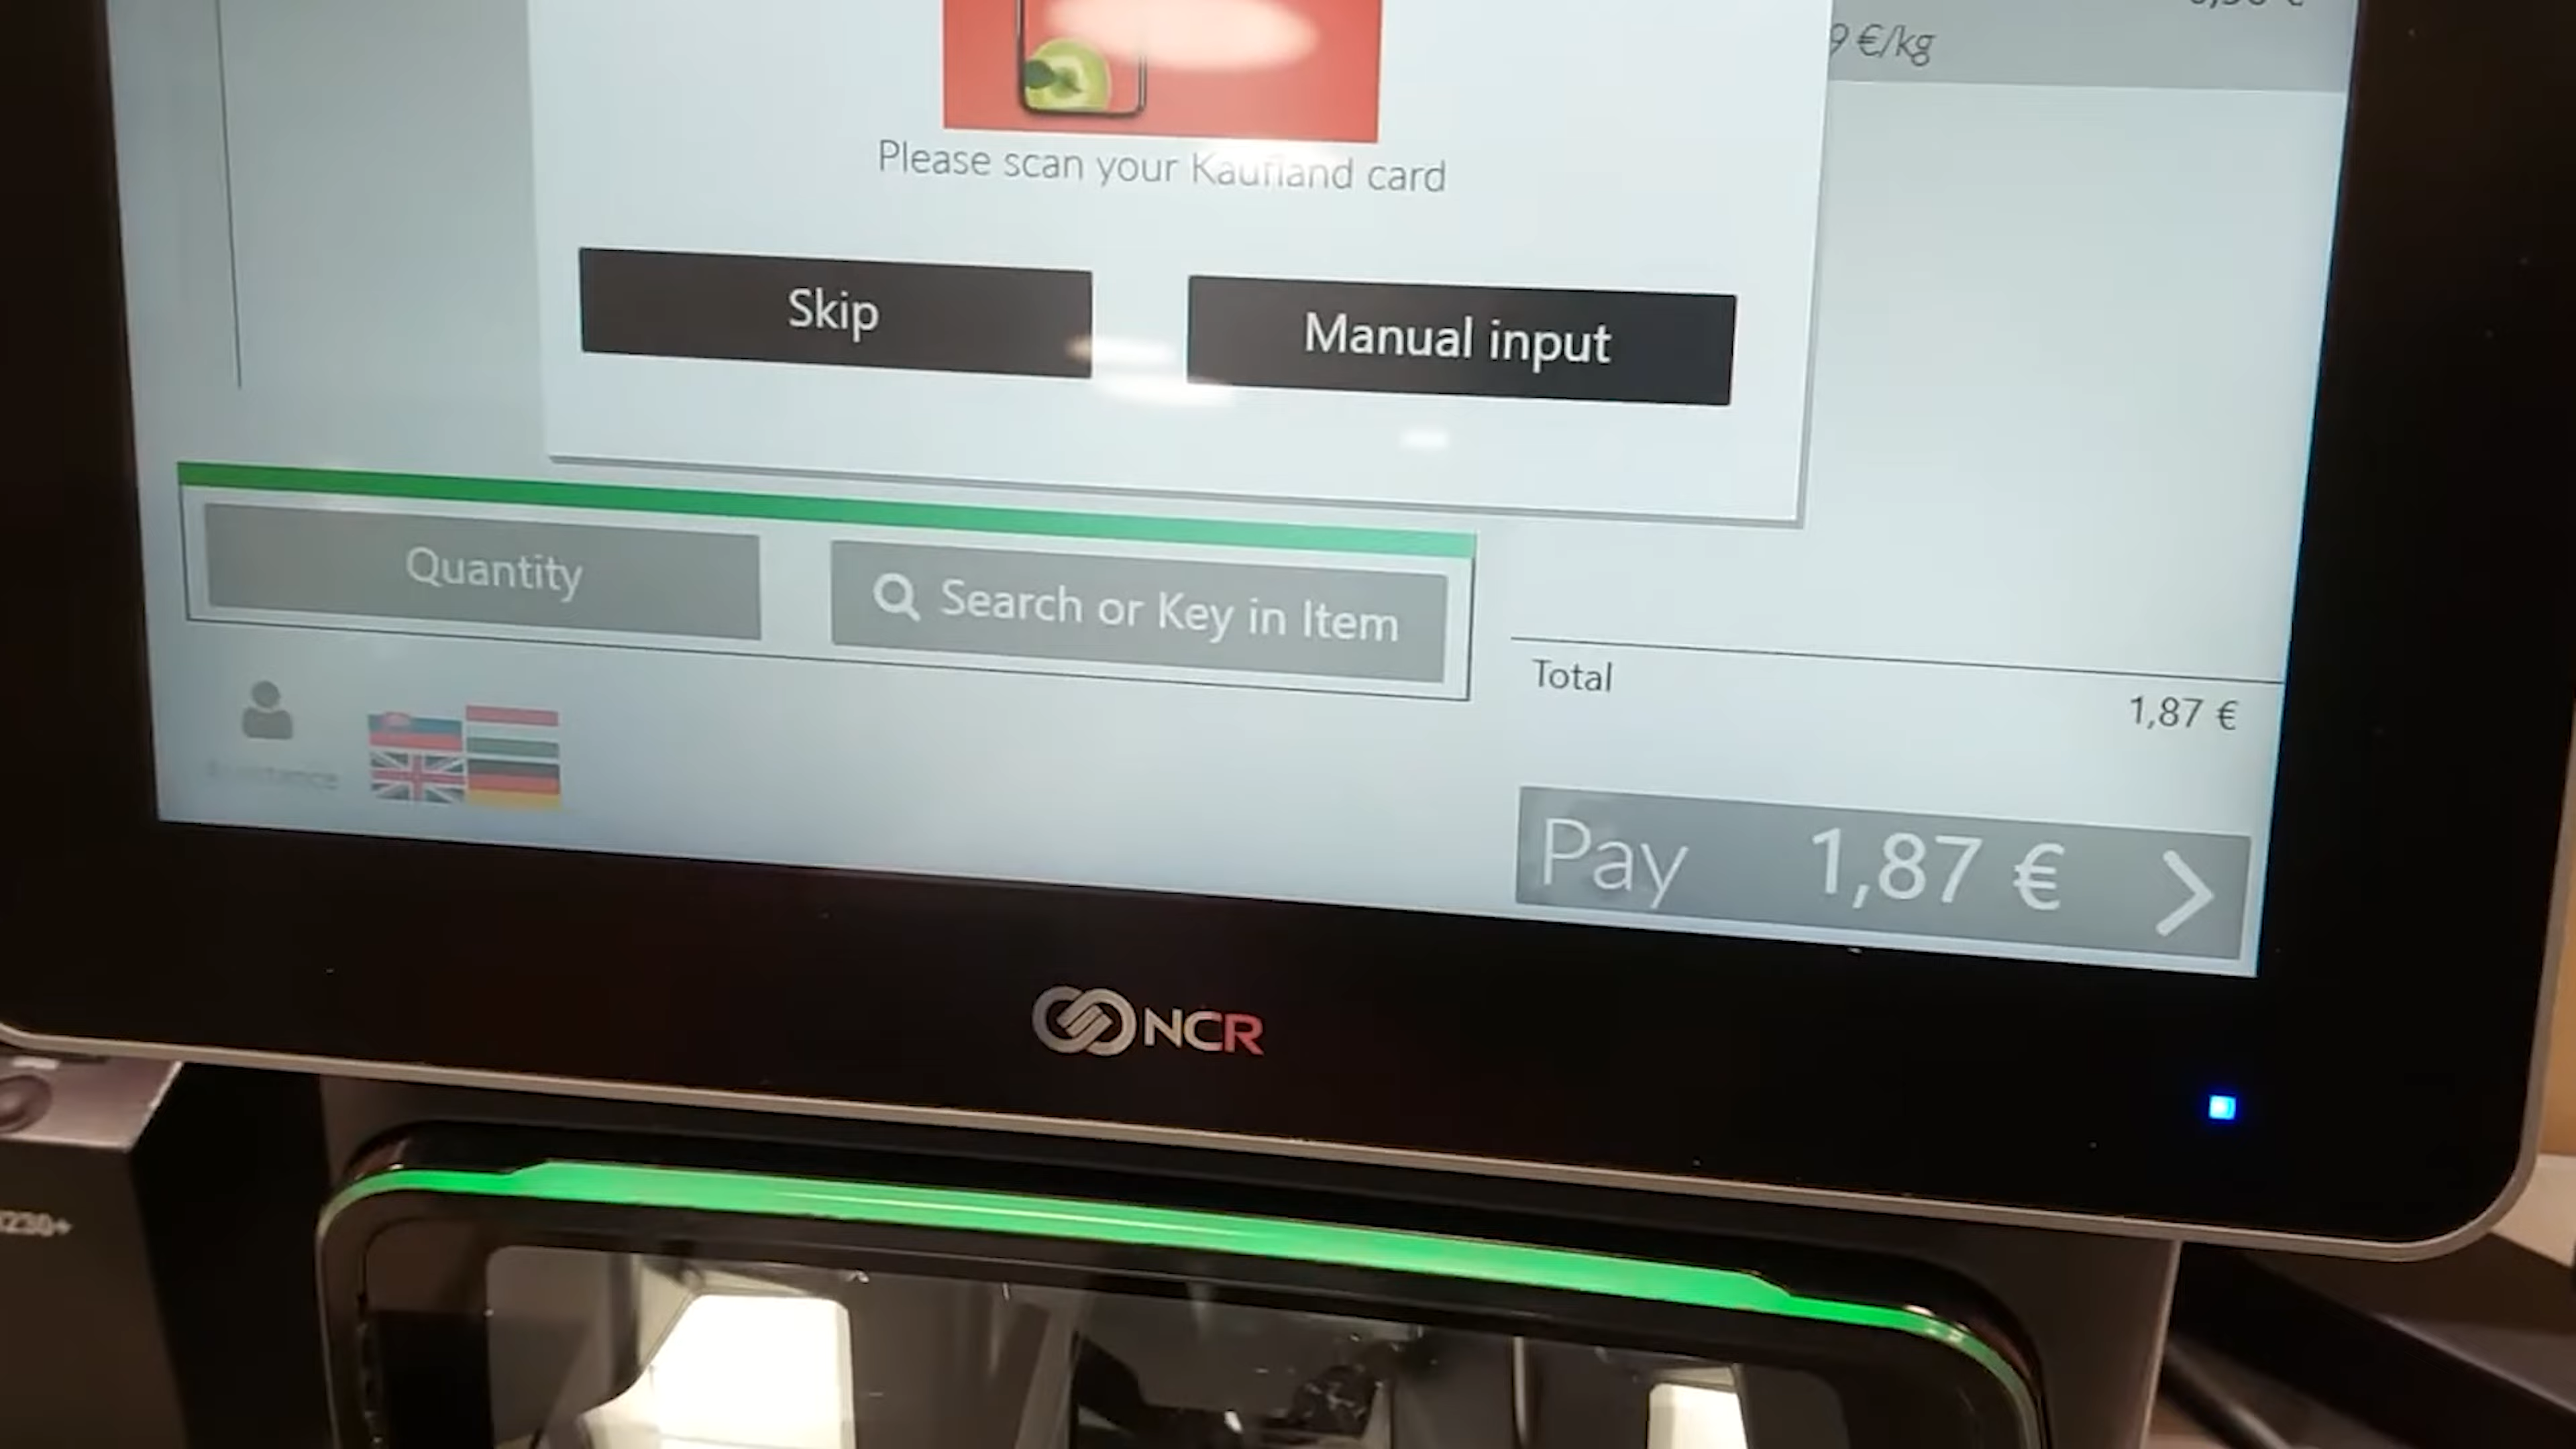 €/kg
Please scan your Kaufland card
Skip
Manual input
Quantity
Search or Key in Item
Total
1,87 €
Assistance
Pay 1,87 € >
NCR